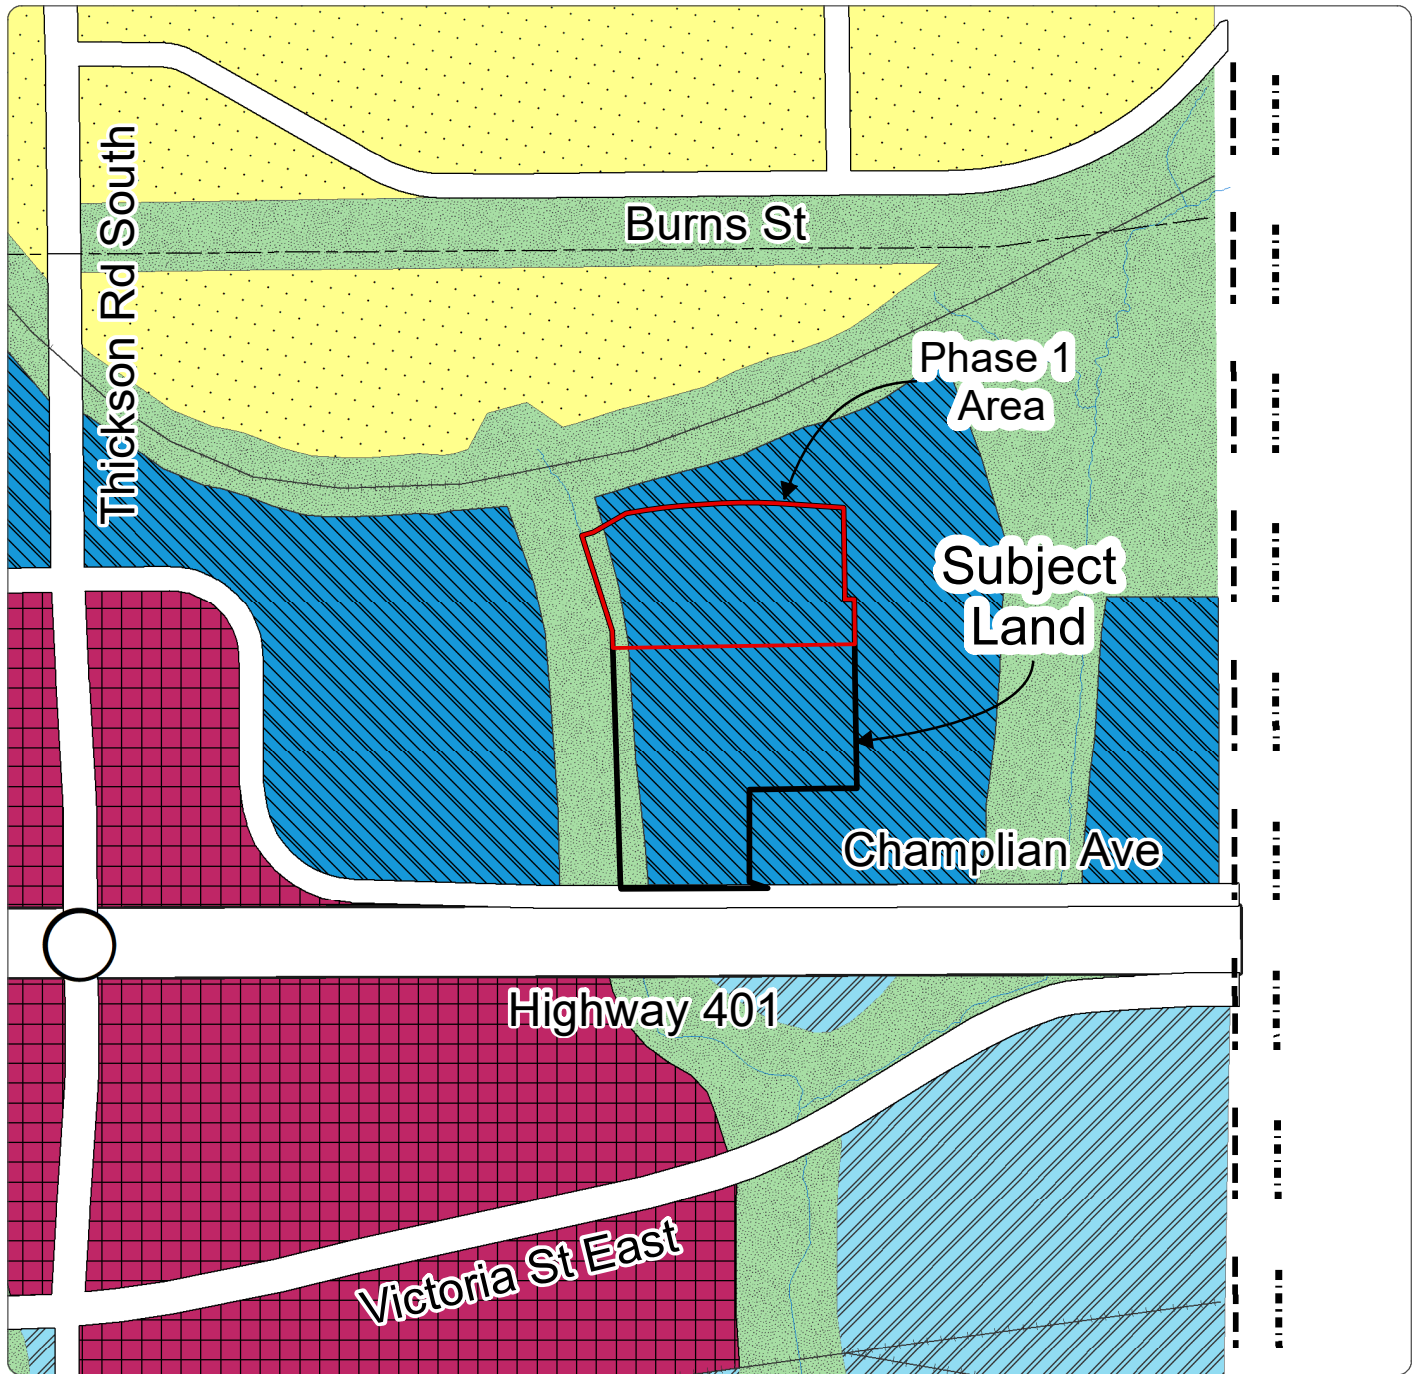 Burns St
Thickson Rd South
Phase 1
Area
Subject
Land
Champlian Ave
Highway 401
Victoria St East